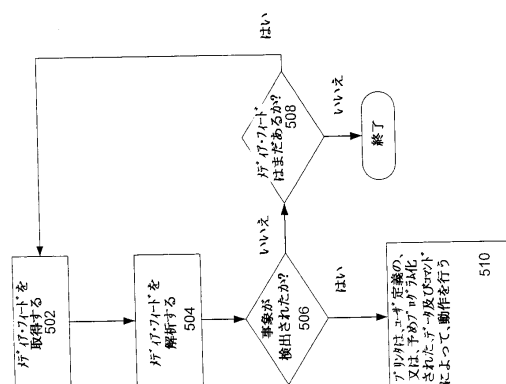 メディア・フィードを
取得する
502
メディア・フィードを
解析する
504
事象が
検出されたか?
506
いいえ
はい
メディア・フィード
はまだあるか?
508
はい
いいえ
終了
プリンタは、ユーザ定義の、
又は、予めプログラム化
された、データ及びコマンド
によって、動作を行う
510